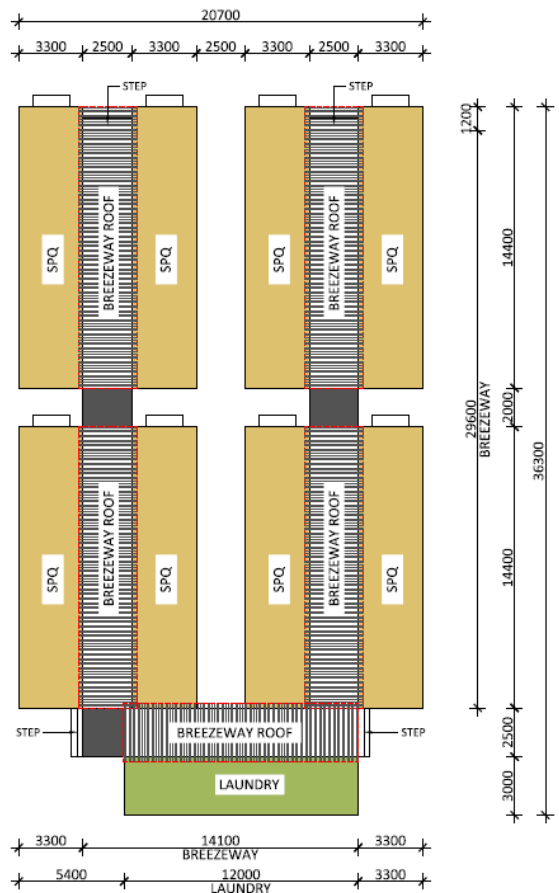 20700
3300 2500 3300 2500 3300 2500 3300
STEP STEP
1200
BREEZEWAY ROOF
BREEZEWAY ROOF
SPQ
SPQ
SPQ
SPQ
14400
2000
29600
BREEZEWAY
36300
BREEZEWAY ROOF
BREEZEWAY ROOF
SPQ
SPQ
SPQ
SPQ
14400
STEP
BREEZEWAY ROOF
STEP
2500
LAUNDRY
3000
3300 14100 3300
BREEZEWAY
5400 12000 3300
LAUNDRY